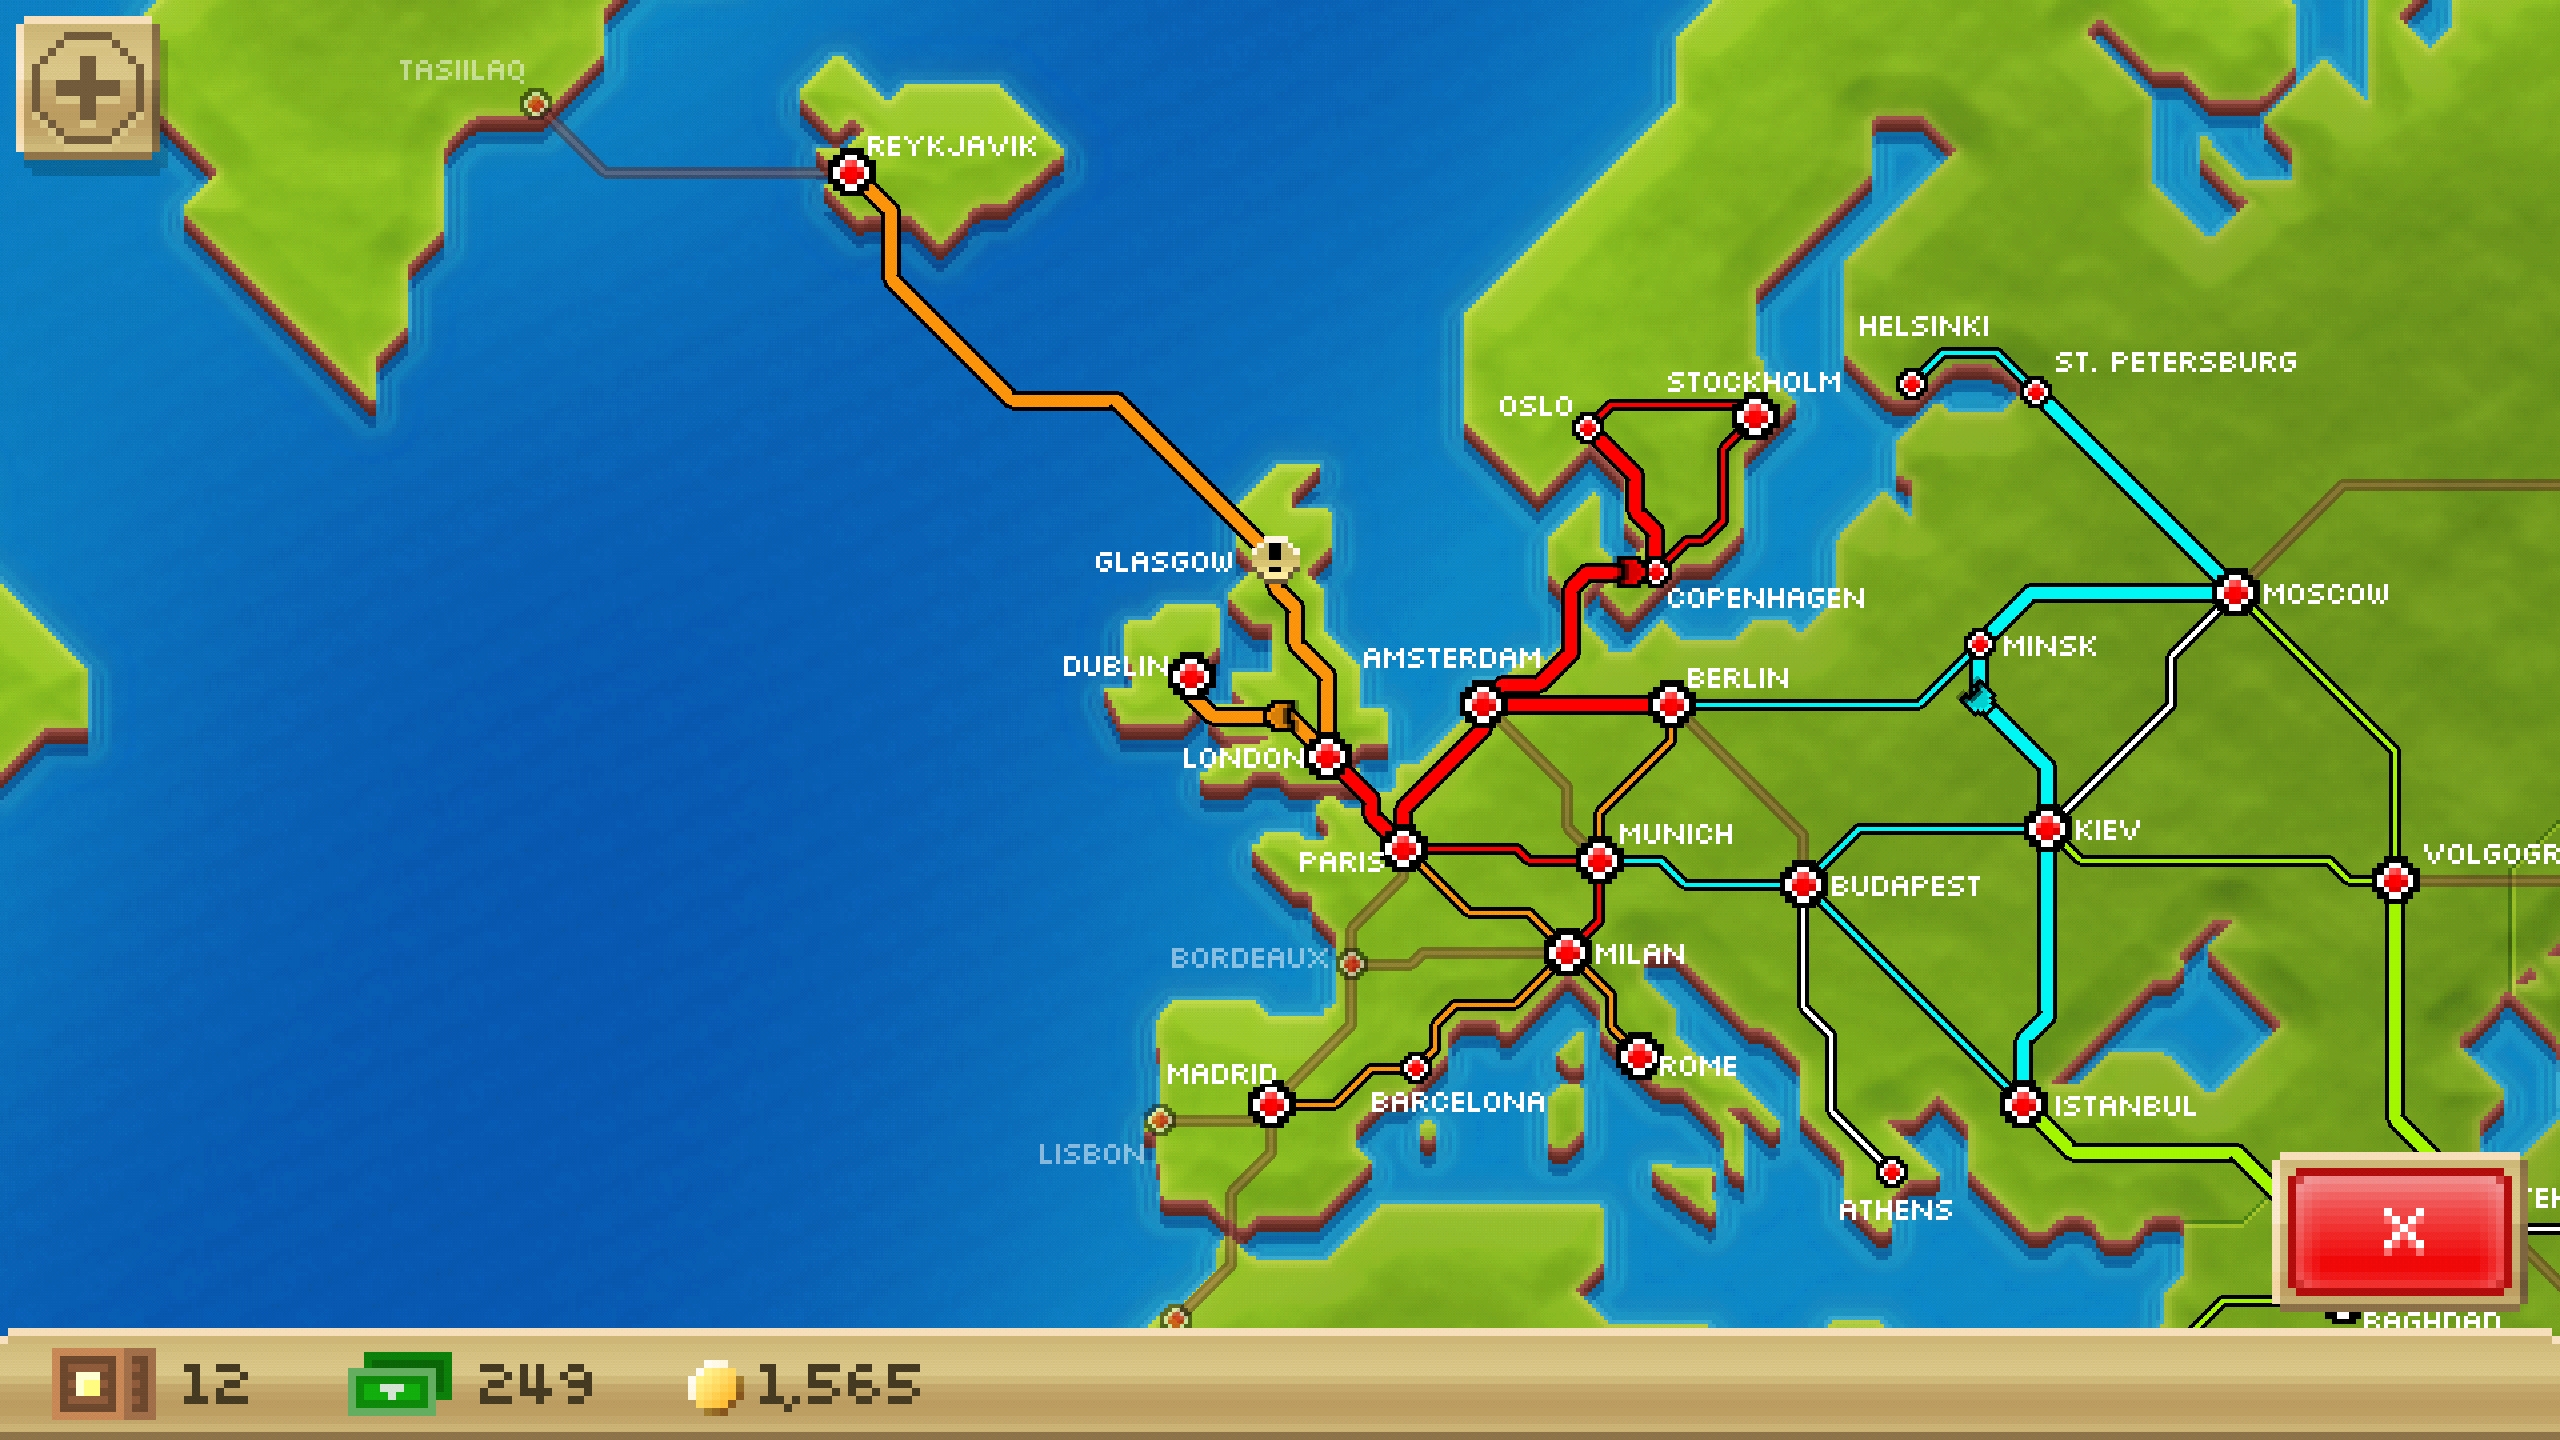 TASIILAQ
REYKJAVIK
HELSINKI
ST. PETERSBURG
STOCKHOLM
OSLO
GLASGOW
COPENHAGEN
MOSCOW
MINSK
DUBLIN
AMSTERDAM
BERLIN
LONDON
KIEV
MUNICH
PARIS
VOLGOGR
BUDAPEST
BORDEAUX
MILAN
MADRID
ROME
BARCELONA
ISTANBUL
LISBON
ATHENS
TEH
X
BAGHDAD
12
249
1,565